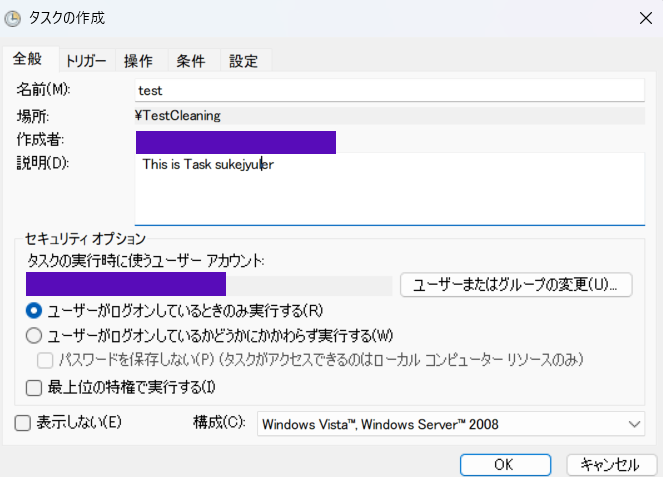 タスクの作成
全般 トリガー 操作 条件 設定
名前(M): test
場所: ¥TestCleaning
作成者:
説明(D): This is Task sukejyuler
セキュリティ オプション
タスクの実行時に使うユーザー アカウント:
ユーザーまたはグループの変更(U)...
ユーザーがログオンしているときのみ実行する(R)
ユーザーがログオンしているかどうかにかかわらず実行する(W)
パスワードを保存しない(P) (タスクがアクセスできるのはローカル コンピューター リソースのみ)
最上位の特権で実行する(I)
表示しない(E) 構成(C): Windows Vista™, Windows Server™ 2008
OK キャンセル